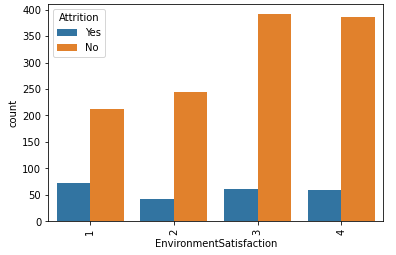 Attrition
Yes
No
count
400
350
300
250
200
150
100
50
0
1
2
3
4
EnvironmentSatisfaction